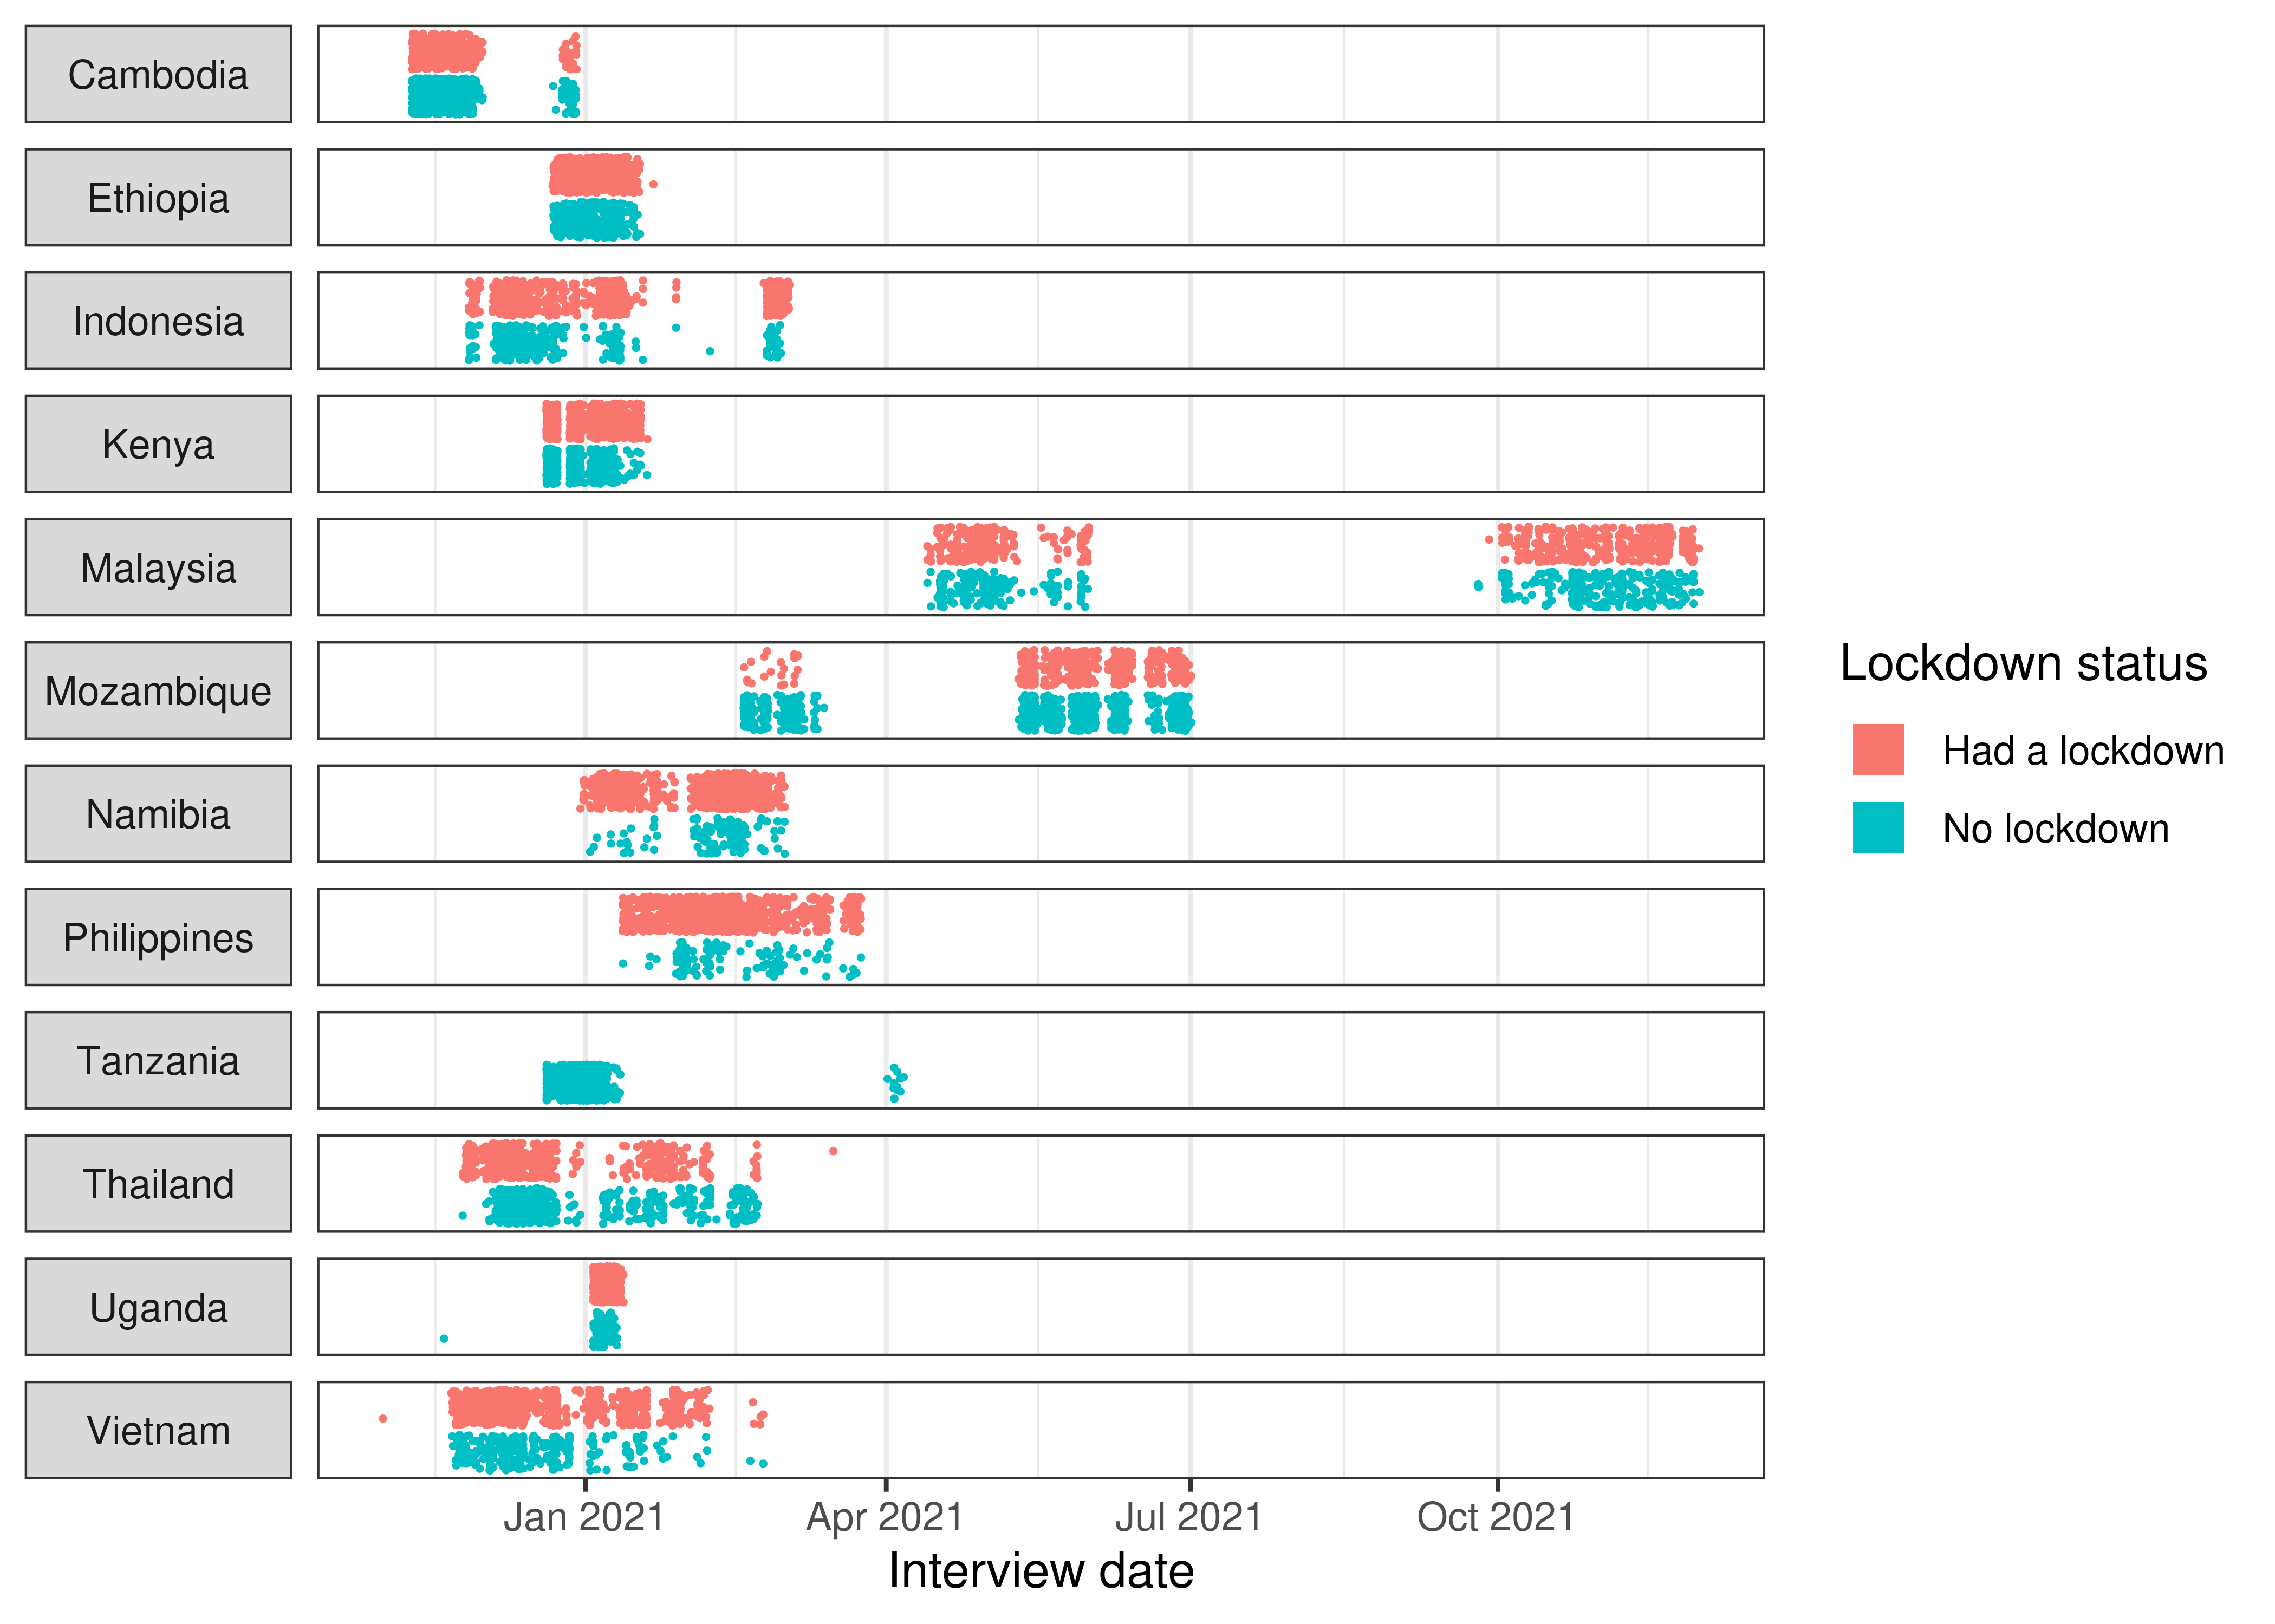 Cambodia
Ethiopia
Indonesia
Kenya
Malaysia
Mozambique
Namibia
Philippines
Tanzania
Thailand
Uganda
Vietnam
Jan 2021 Apr 2021 Jul 2021 Oct 2021
Interview date
Lockdown status
Had a lockdown
No lockdown